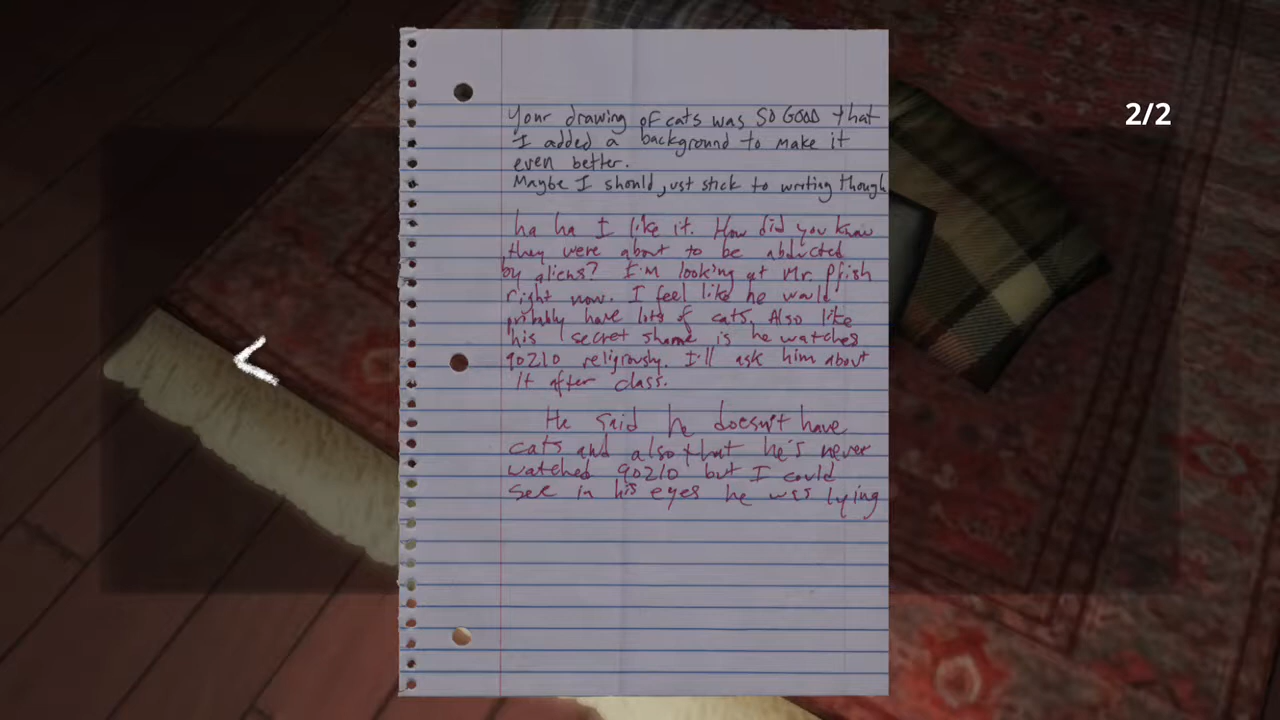 2/2
Your drawing of cats was SO GOOD that
I added a background to make it
even better.
Maybe I should just stick to writing though
ha ha I like it. How did you know
they were about to be abducted
by aliens? I'm looking at Mr. Pfish
right now. I feel like he would
probably have lots of cats. Also like
his secret shame is he watches
90210 religiously. I'll ask him about
it after class.
He said he doesn't have
cats and also that he's never
watched 90210 but I could
see in his eyes he was lying